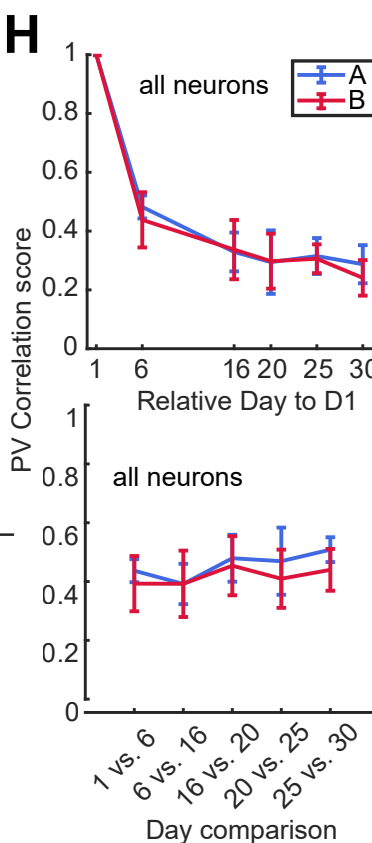 H
PV Correlation score
1
0.8
0.6
0.4
0.2
0
all neurons
A
B
1 6 16 20 25 30
Relative Day to D1
1
0.8
0.6
0.4
0.2
0
all neurons
1 vs. 6
6 vs. 16
16 vs. 20
20 vs. 25
25 vs. 30
Day comparison